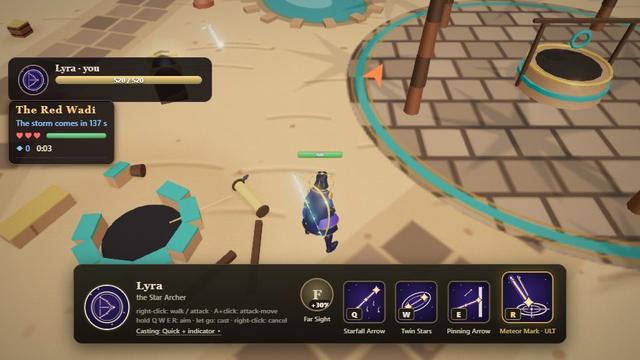 Lyra · you
520 / 520
The Red Wadi
The storm comes in 137 s
0 0:03
Lyra
the Star Archer
right-click: walk / attack · A+click: attack-move
hold Q W E R: aim · let go: cast · right-click: cancel
Casting: Quick + indicator
F
+30%
Far Sight
Q
Starfall Arrow
W
Twin Stars
E
Pinning Arrow
R
Meteor Mark · ULT